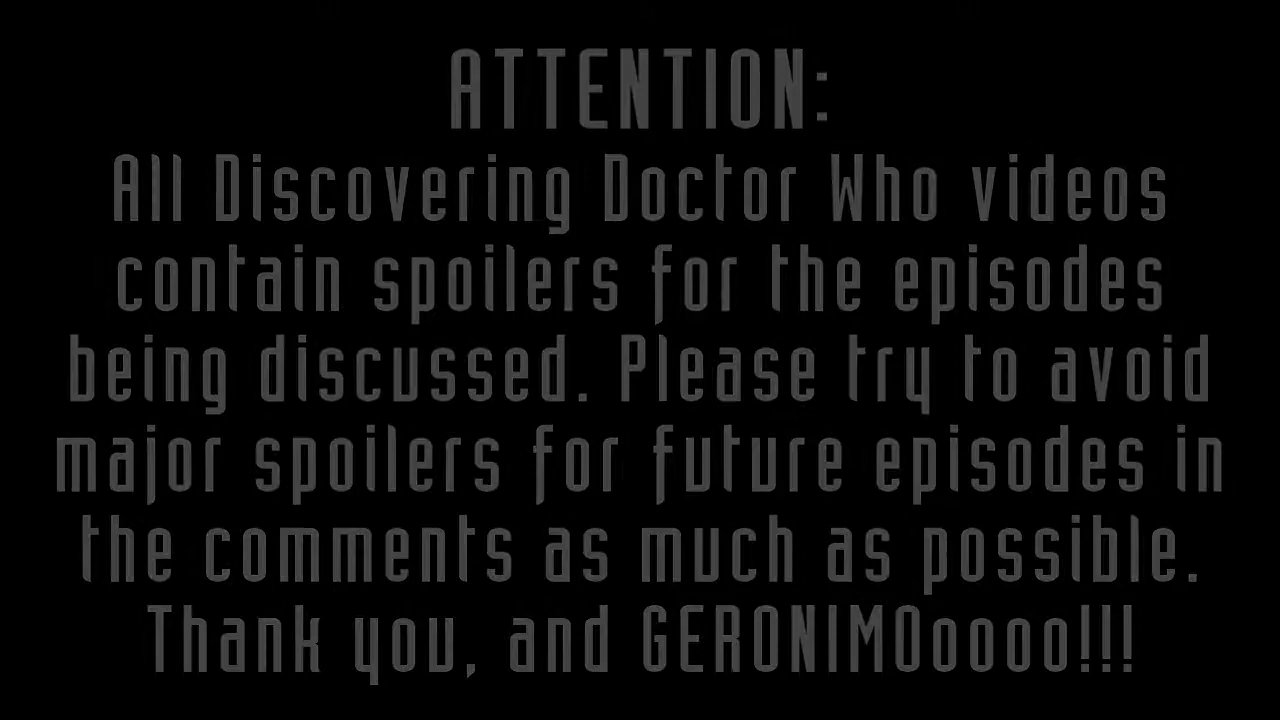 ATTENTION:
All Discovering Doctor Who videos
contain spoilers for the episodes
being discussed. Please try to avoid
major spoilers for future episodes in
the comments as much as possible.
Thank you, and GERONIMOoooo!!!